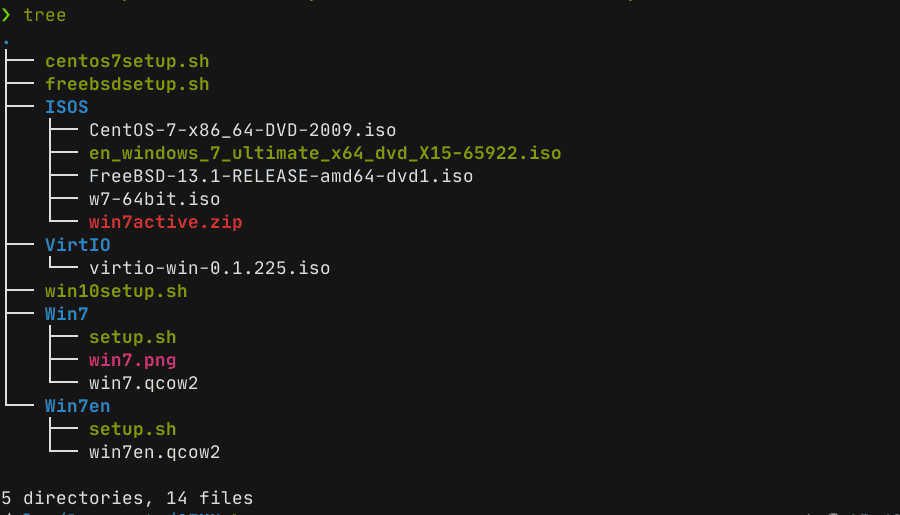 ❯ tree
.
├── centos7setup.sh
├── freebsdsetup.sh
├── ISOS
│   ├── CentOS-7-x86_64-DVD-2009.iso
│   ├── en_windows_7_ultimate_x64_dvd_X15-65922.iso
│   ├── FreeBSD-13.1-RELEASE-amd64-dvd1.iso
│   ├── w7-64bit.iso
│   └── win7active.zip
├── VirtIO
│   └── virtio-win-0.1.225.iso
├── win10setup.sh
├── Win7
│   ├── setup.sh
│   ├── win7.png
│   └── win7.qcow2
└── Win7en
    ├── setup.sh
    └── win7en.qcow2
5 directories, 14 files